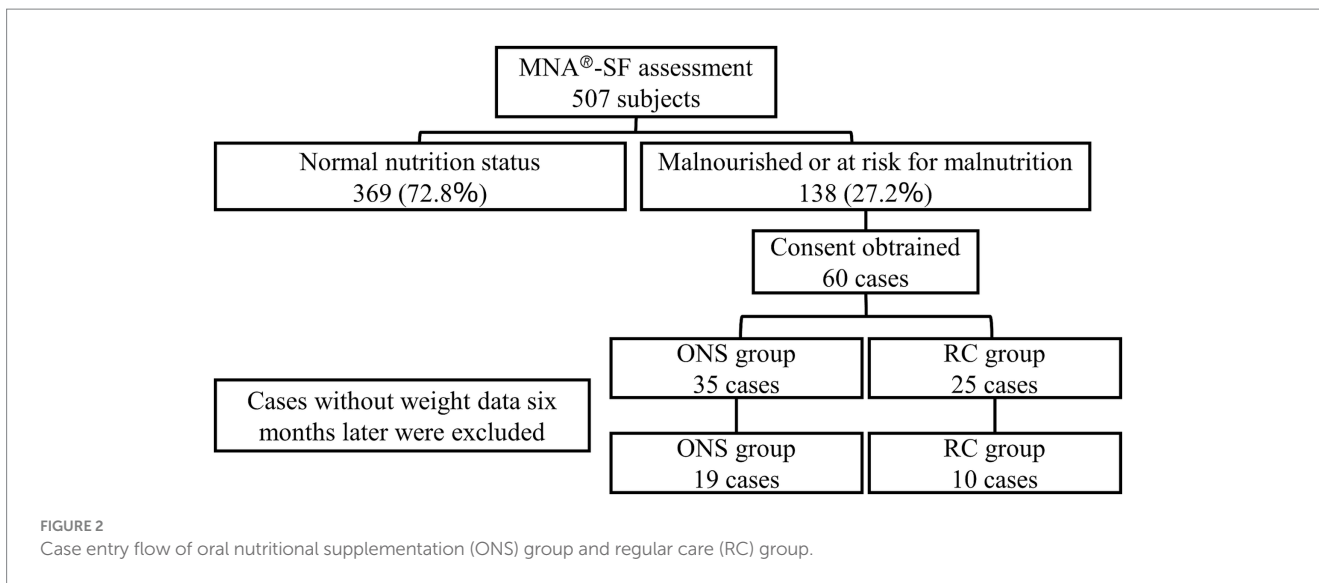 MNA®-SF assessment
507 subjects
Normal nutrition status
369 (72.8%)
Malnourished or at risk for malnutrition
138 (27.2%)
Consent obtrained
60 cases
ONS group
35 cases
RC group
25 cases
Cases without weight data six
months later were excluded
ONS group
19 cases
RC group
10 cases
FIGURE 2
Case entry flow of oral nutritional supplementation (ONS) group and regular care (RC) group.